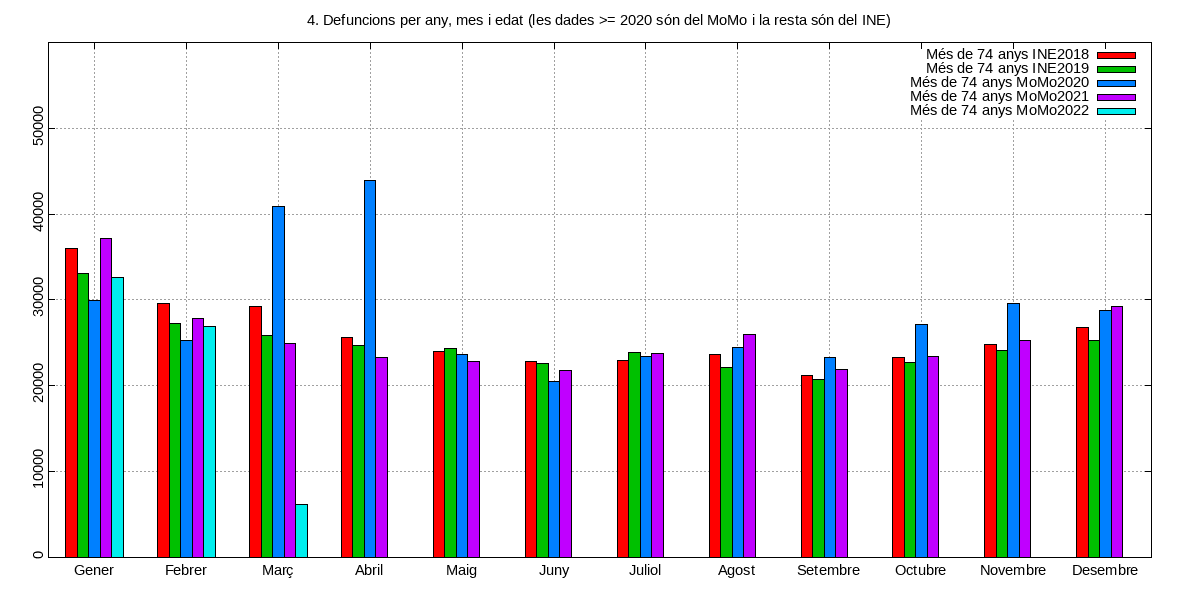 4. Defuncions per any, mes i edat (les dades >= 2020 són del MoMo i la resta són del INE)
Més de 74 anys INE2018
Més de 74 anys INE2019
Més de 74 anys MoMo2020
Més de 74 anys MoMo2021
Més de 74 anys MoMo2022
50000
40000
30000
20000
10000
0
Gener Febrer Març Abril Maig Juny Juliol Agost Setembre Octubre Novembre Desembre